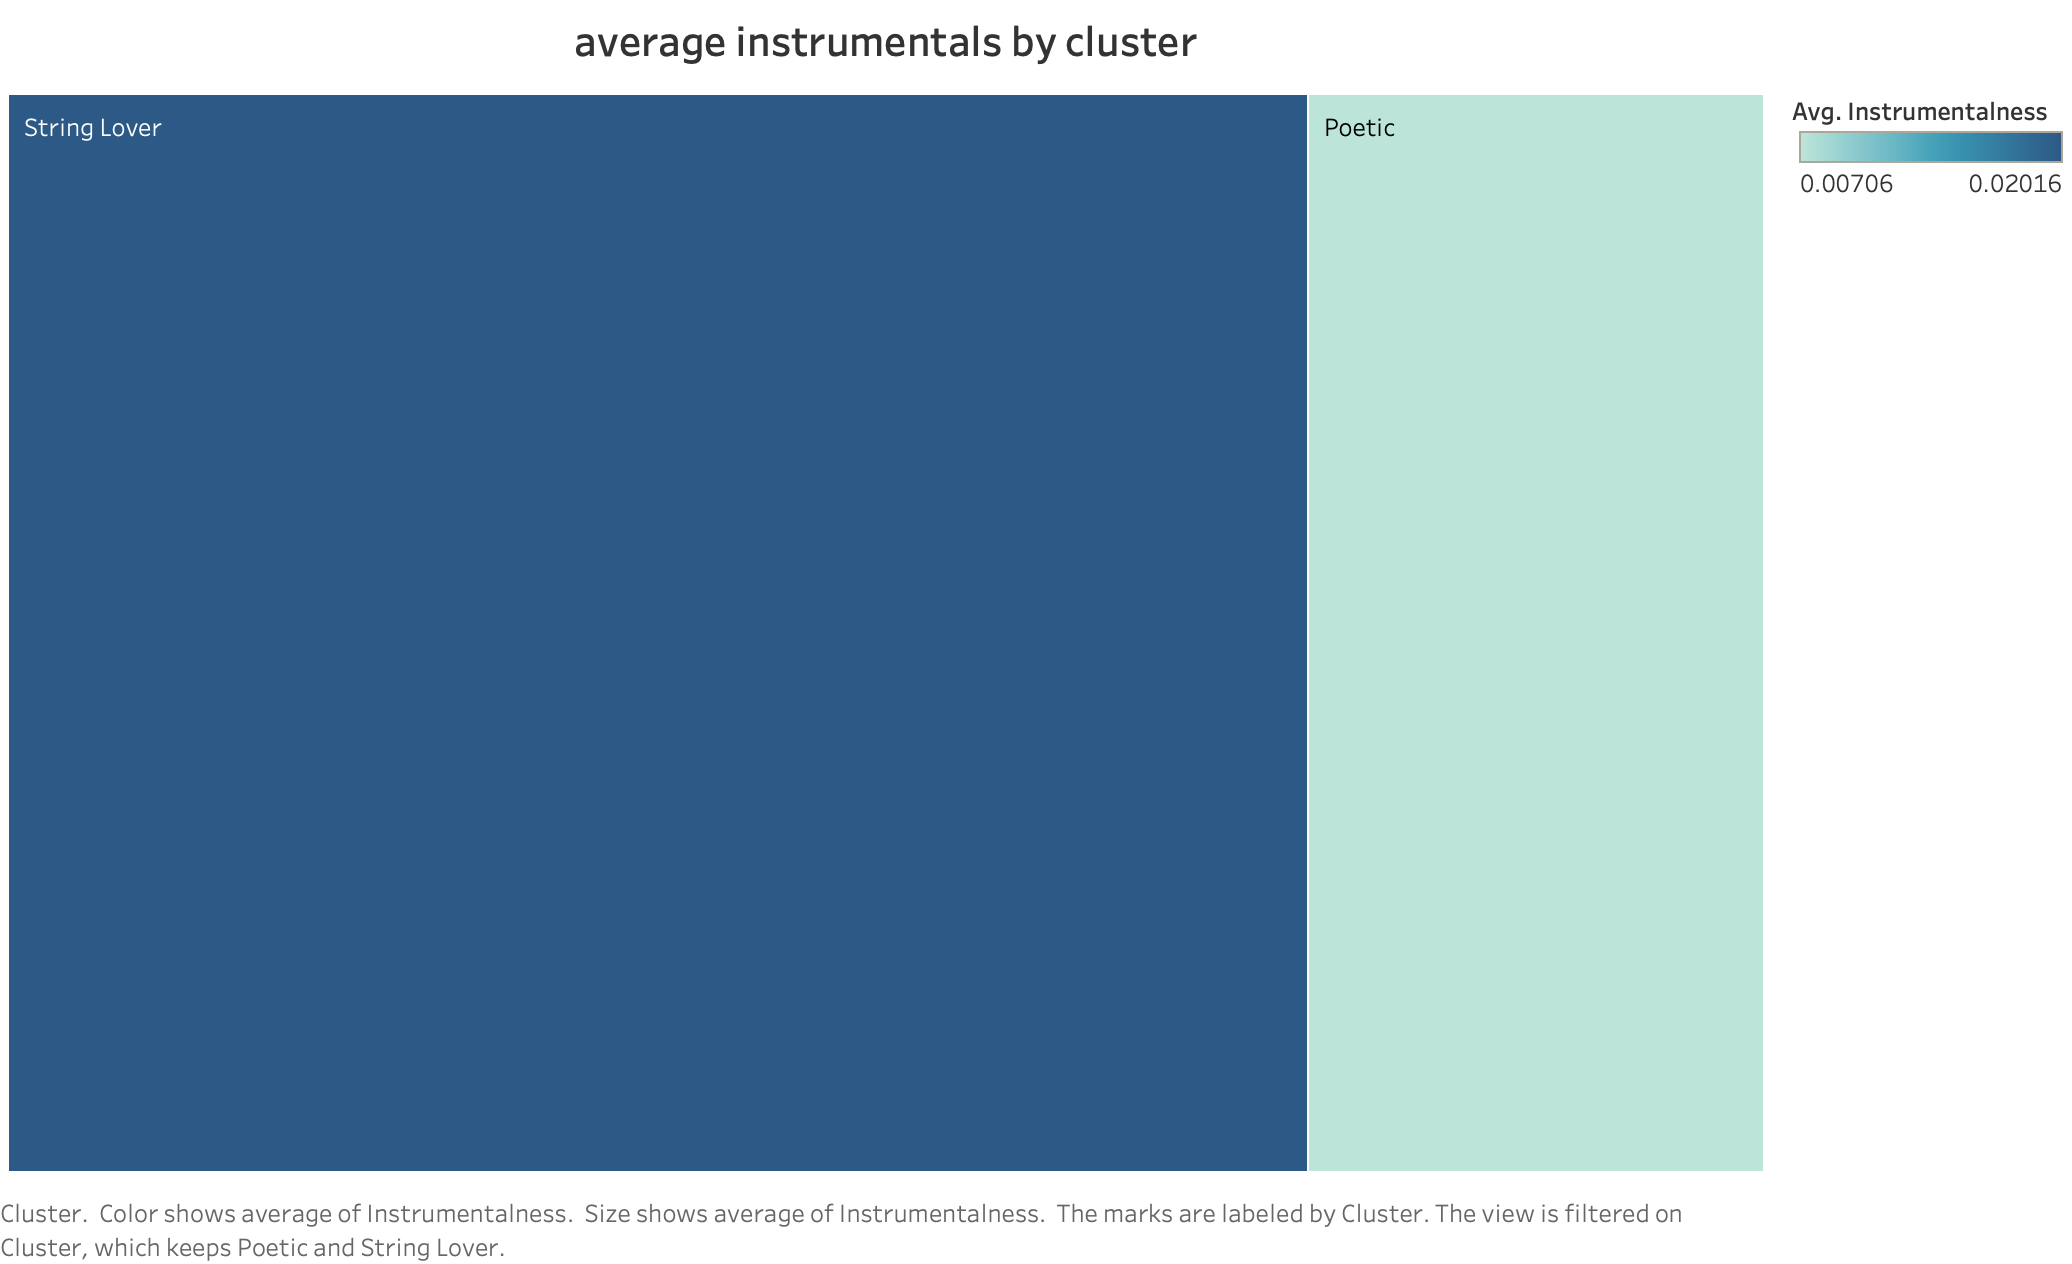 average instrumentals by cluster
String Lover
Poetic
Avg. Instrumentalness
0.00706 0.02016
Cluster.  Color shows average of Instrumentalness.  Size shows average of Instrumentalness.  The marks are labeled by Cluster. The view is filtered on
Cluster, which keeps Poetic and String Lover.